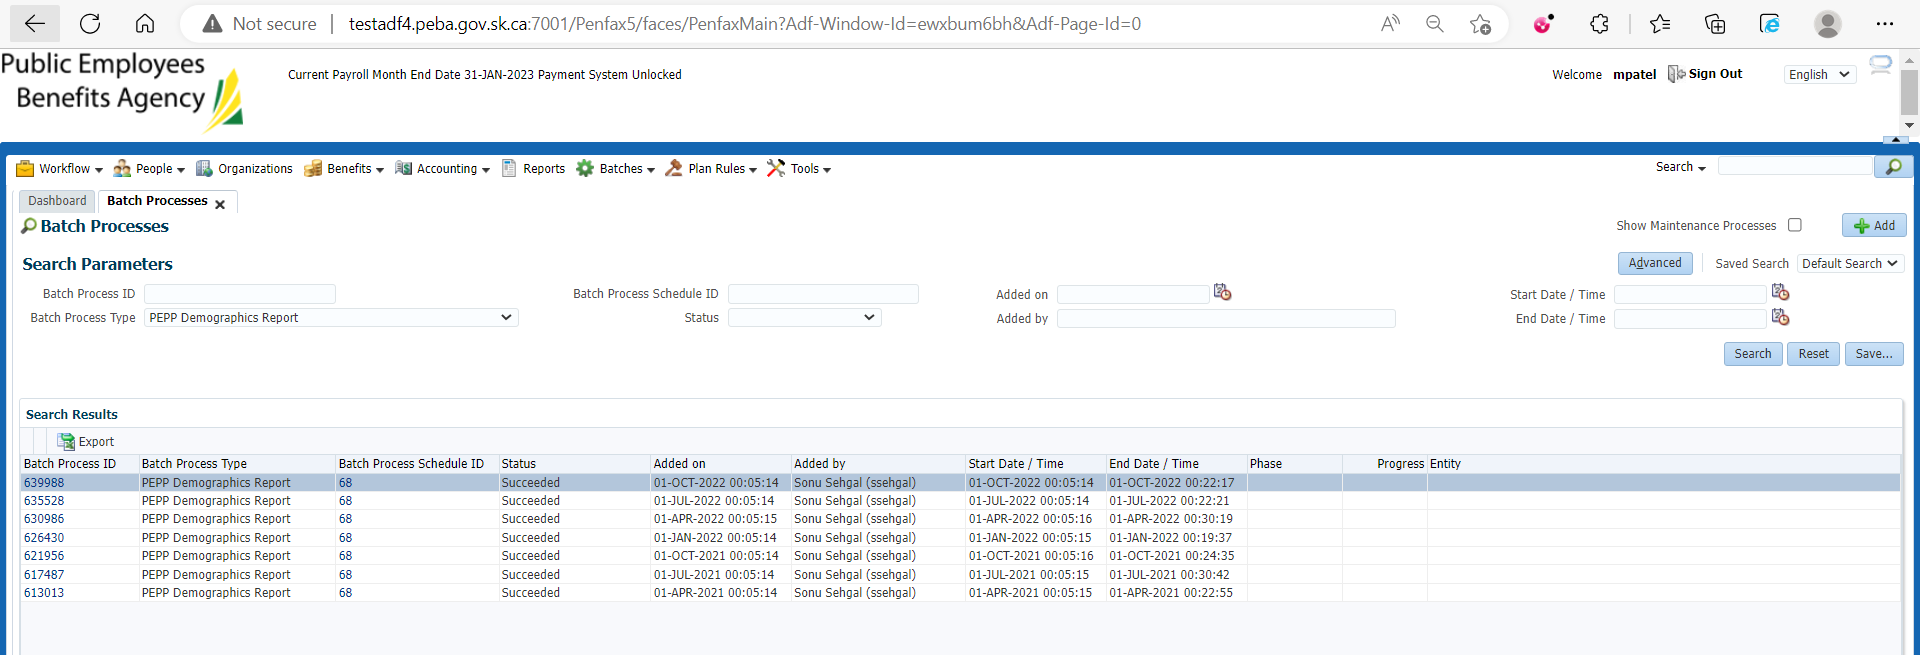 Not secure | testadf4.peba.gov.sk.ca:7001/Penfax5/faces/PenfaxMain?Adf-Window-Id=ewxbum6bh&Adf-Page-Id=0
Public Employees
Benefits Agency
Current Payroll Month End Date 31-JAN-2023 Payment System Unlocked
Welcome mpatel Sign Out English
Workflow People Organizations Benefits Accounting Reports Batches Plan Rules Tools Search
Dashboard Batch Processes
Batch Processes Show Maintenance Processes Add
Search Parameters Advanced Saved Search Default Search
Batch Process ID Batch Process Schedule ID Added on Start Date / Time
Batch Process Type PEPP Demographics Report Status Added by End Date / Time
Search Reset Save...
Search Results
Export
Batch Process ID Batch Process Type Batch Process Schedule ID Status Added on Added by Start Date / Time End Date / Time Phase Progress Entity
639988 PEPP Demographics Report 68 Succeeded 01-OCT-2022 00:05:14 Sonu Sehgal (ssehgal) 01-OCT-2022 00:05:14 01-OCT-2022 00:22:17
635528 PEPP Demographics Report 68 Succeeded 01-JUL-2022 00:05:14 Sonu Sehgal (ssehgal) 01-JUL-2022 00:05:14 01-JUL-2022 00:22:21
630986 PEPP Demographics Report 68 Succeeded 01-APR-2022 00:05:15 Sonu Sehgal (ssehgal) 01-APR-2022 00:05:16 01-APR-2022 00:30:19
626430 PEPP Demographics Report 68 Succeeded 01-JAN-2022 00:05:14 Sonu Sehgal (ssehgal) 01-JAN-2022 00:05:15 01-JAN-2022 00:19:37
621956 PEPP Demographics Report 68 Succeeded 01-OCT-2021 00:05:14 Sonu Sehgal (ssehgal) 01-OCT-2021 00:05:16 01-OCT-2021 00:24:35
617487 PEPP Demographics Report 68 Succeeded 01-JUL-2021 00:05:14 Sonu Sehgal (ssehgal) 01-JUL-2021 00:05:15 01-JUL-2021 00:30:42
613013 PEPP Demographics Report 68 Succeeded 01-APR-2021 00:05:14 Sonu Sehgal (ssehgal) 01-APR-2021 00:05:15 01-APR-2021 00:22:55